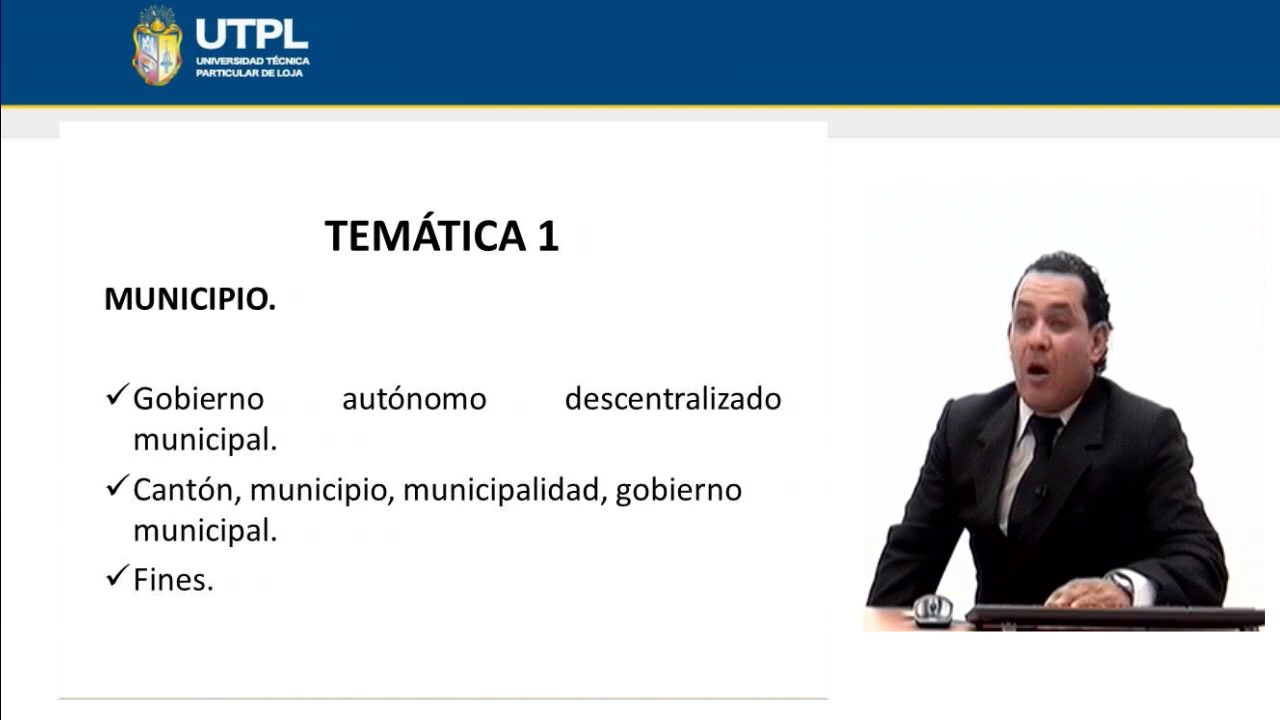 UTPL
UNIVERSIDAD TÉCNICA
PARTICULAR DE LOJA
TEMÁTICA 1
MUNICIPIO.
✓Gobierno autónomo descentralizado
municipal.
✓Cantón, municipio, municipalidad, gobierno
municipal.
✓Fines.